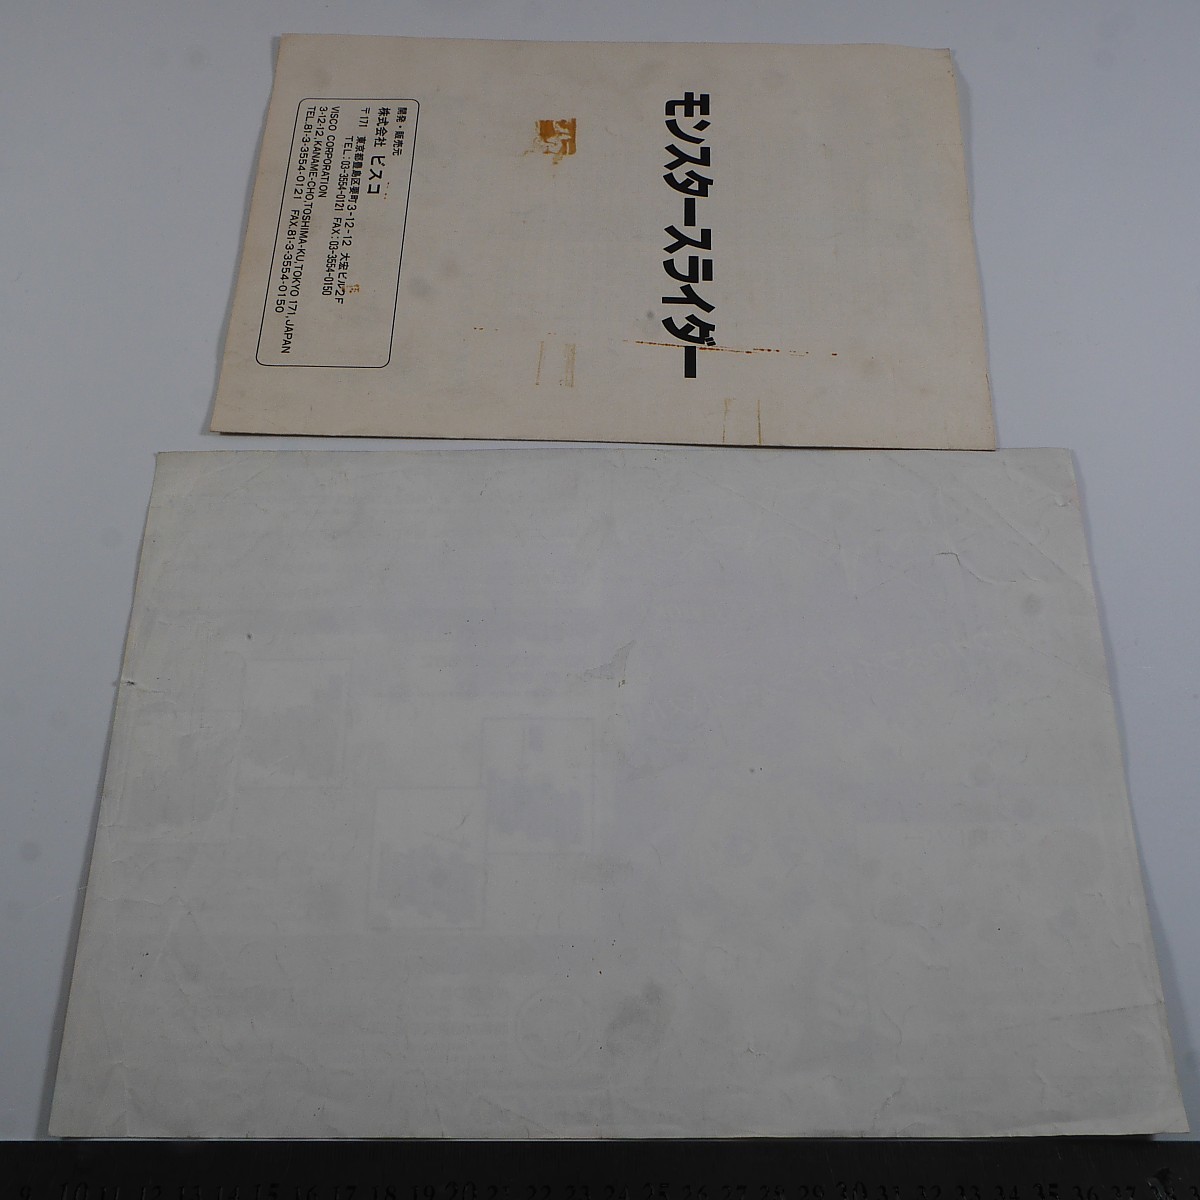 モンスタースライダー
開発・販売元
株式会社 ビスコ
〒171 東京都豊島区要町3-12-12 大宏ビル2F
TEL:03-3554-0121 FAX:03-3554-0150
VISCO CORPORATION
3-12-12,KANAME-CHO,TOSHIMA-KU,TOKYO 171,JAPAN
TEL.81-3-3554-0121 FAX.81-3-3554-0150